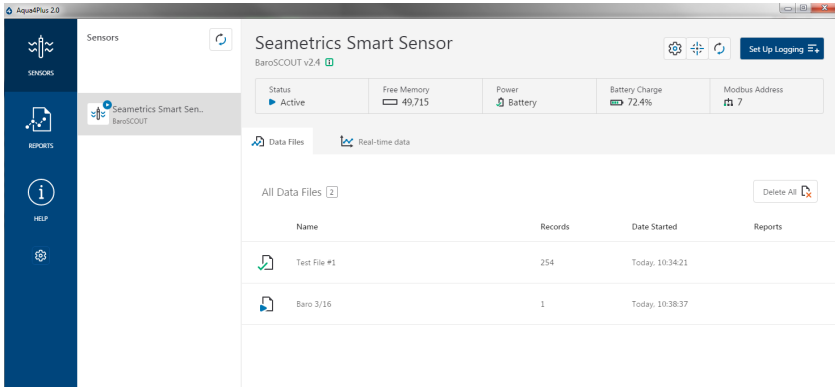 Aqua4Plus 2.0
SENSORS
REPORTS
HELP
Sensors
Seametrics Smart Sen...
BaroSCOUT
Seametrics Smart Sensor
BaroSCOUT v2.4
Set Up Logging
Status
Active
Free Memory
49,715
Power
Battery
Battery Charge
72.4%
Modbus Address
7
Data Files
Real-time data
All Data Files 2
Delete All
Name Records Date Started Reports
Test File #1 254 Today, 10:34:21
Baro 3/16 1 Today, 10:38:37